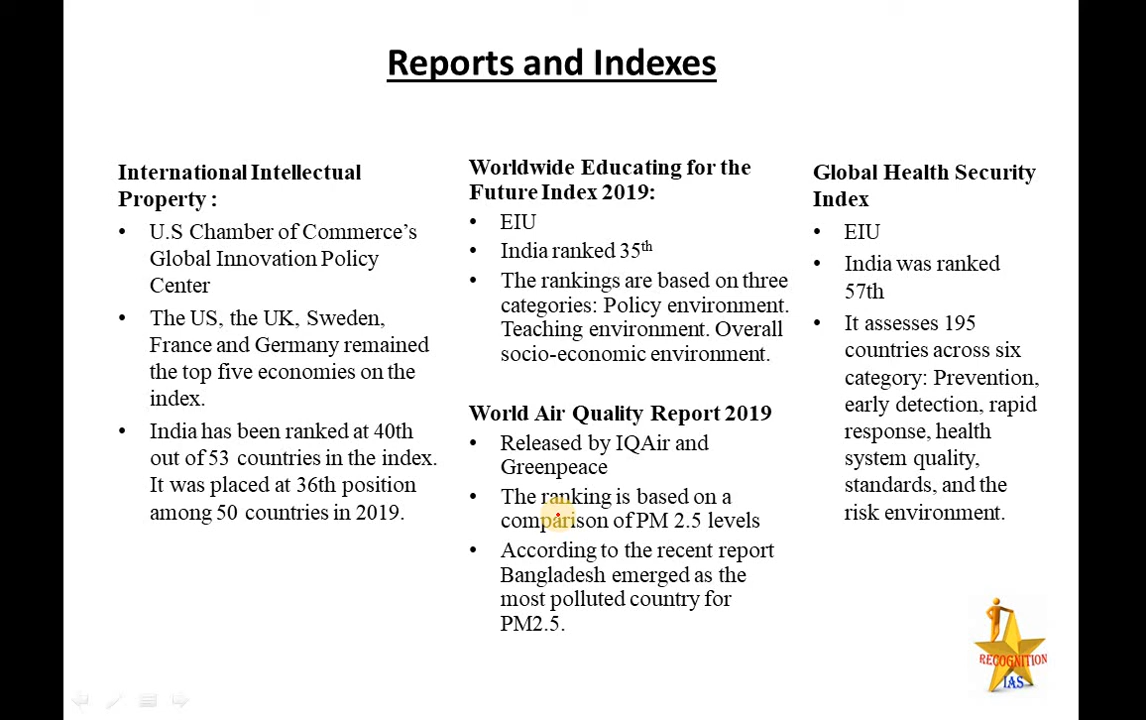 Reports and Indexes
International Intellectual
Property :
• U.S Chamber of Commerce’s
Global Innovation Policy
Center
• The US, the UK, Sweden,
France and Germany remained
the top five economies on the
index.
• India has been ranked at 40th
out of 53 countries in the index.
It was placed at 36th position
among 50 countries in 2019.
Worldwide Educating for the
Future Index 2019:
• EIU
• India ranked 35th
• The rankings are based on three
categories: Policy environment.
Teaching environment. Overall
socio-economic environment.
World Air Quality Report 2019
• Released by IQAir and
Greenpeace
• The ranking is based on a
comparison of PM 2.5 levels
• According to the recent report
Bangladesh emerged as the
most polluted country for
PM2.5.
Global Health Security
Index
• EIU
• India was ranked
57th
• It assesses 195
countries across six
category: Prevention,
early detection, rapid
response, health
system quality,
standards, and the
risk environment.
RECOGNITION
IAS